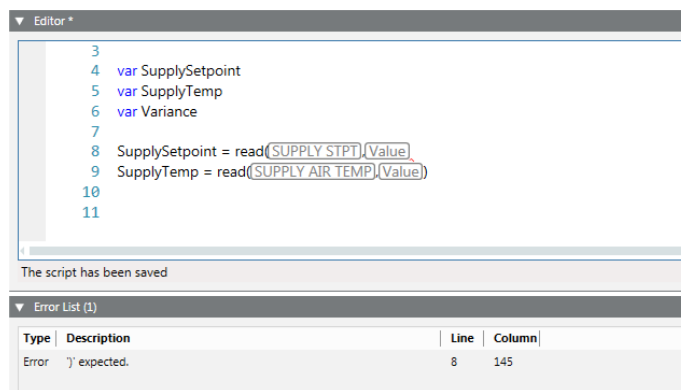 ▼ Editor *
3
4 var SupplySetpoint
5 var SupplyTemp
6 var Variance
7
8 SupplySetpoint = read(SUPPLY STPT,Value
9 SupplyTemp = read(SUPPLY AIR TEMP,Value)
10
11
The script has been saved
▼ Error List (1)
Type Description Line Column
Error ')' expected. 8 145